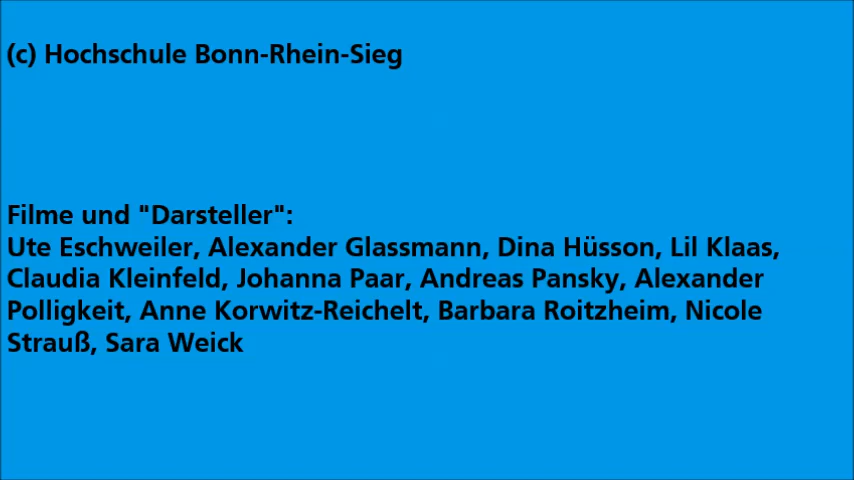 (c) Hochschule Bonn-Rhein-Sieg
Filme und "Darsteller":
Ute Eschweiler, Alexander Glassmann, Dina Hüsson, Lil Klaas,
Claudia Kleinfeld, Johanna Paar, Andreas Pansky, Alexander
Polligkeit, Anne Korwitz-Reichelt, Barbara Roitzheim, Nicole
Strauß, Sara Weick